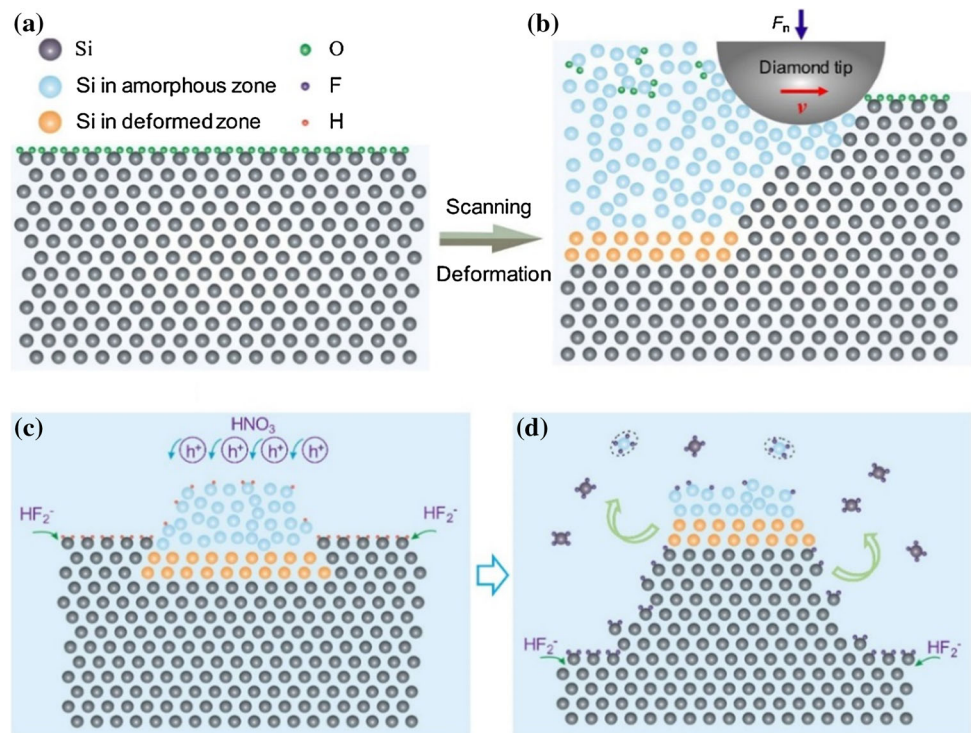 (a)
Si
O
Si in amorphous zone
F
Si in deformed zone
H
Scanning
Deformation
(b)
Fn
Diamond tip
v
(c)
HNO3
h+ h+ h+ h+
HF2-
HF2-
(d)
HF2-
HF2-